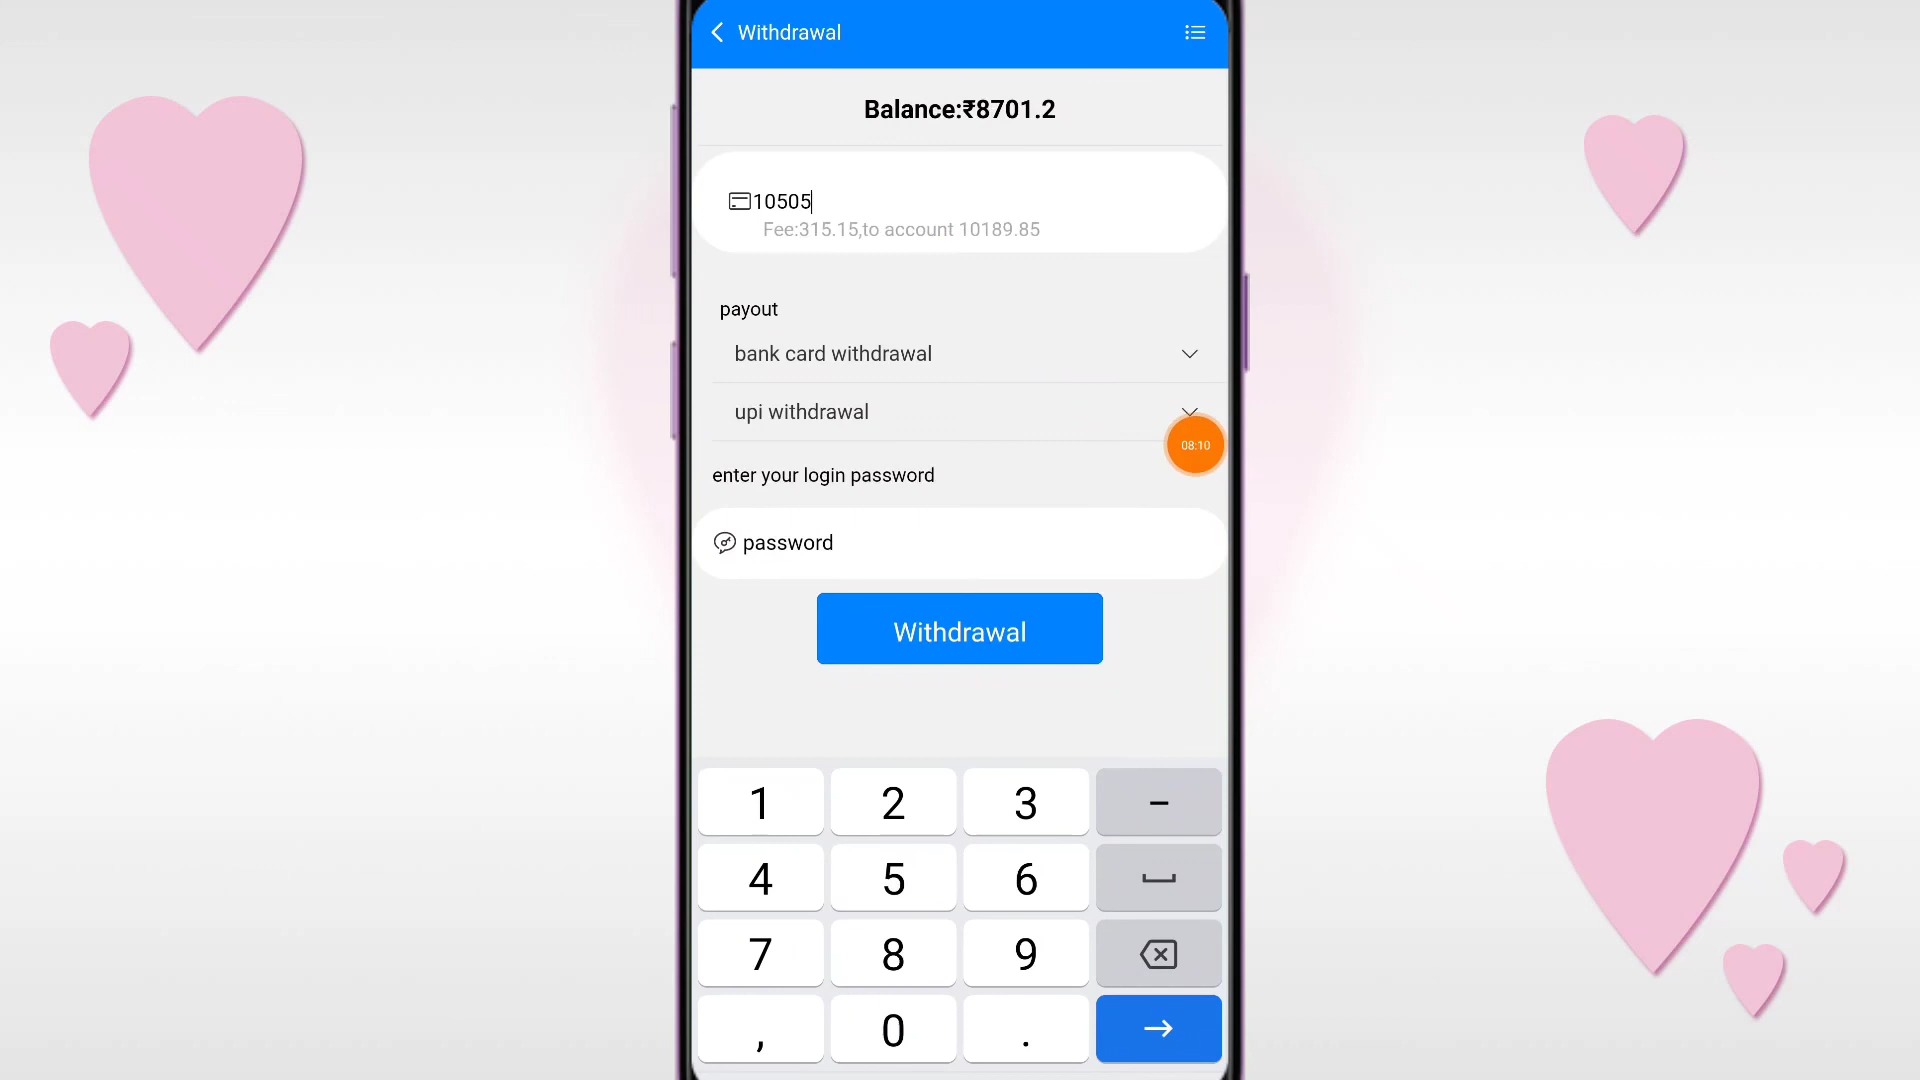 Withdrawal
Balance:₹8701.2
10505
Fee:315.15,to account 10189.85
payout
bank card withdrawal
upi withdrawal
08:10
enter your login password
password
Withdrawal
1 2 3 -
4 5 6
7 8 9
, 0 .